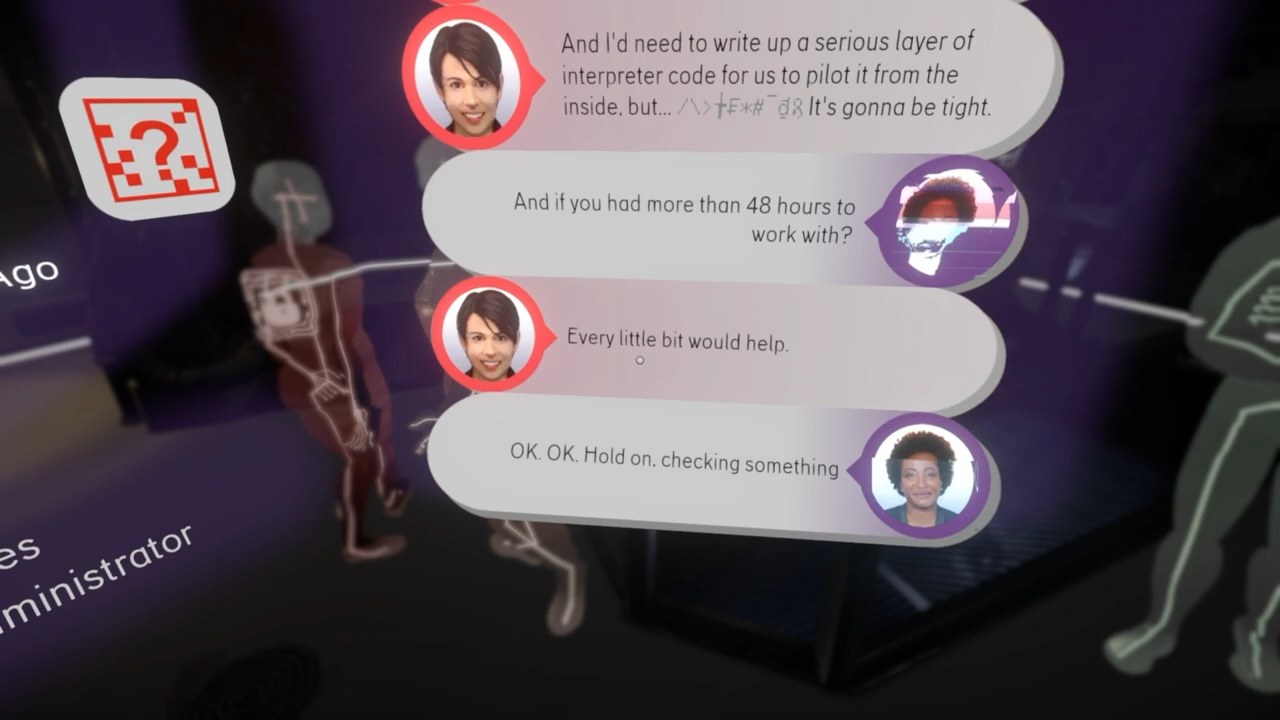 And I'd need to write up a serious layer of
interpreter code for us to pilot it from the
inside, but... It's gonna be tight.
?
And if you had more than 48 hours to
work with?
Ago
Every little bit would help.
OK. OK. Hold on, checking something
es
ministrator